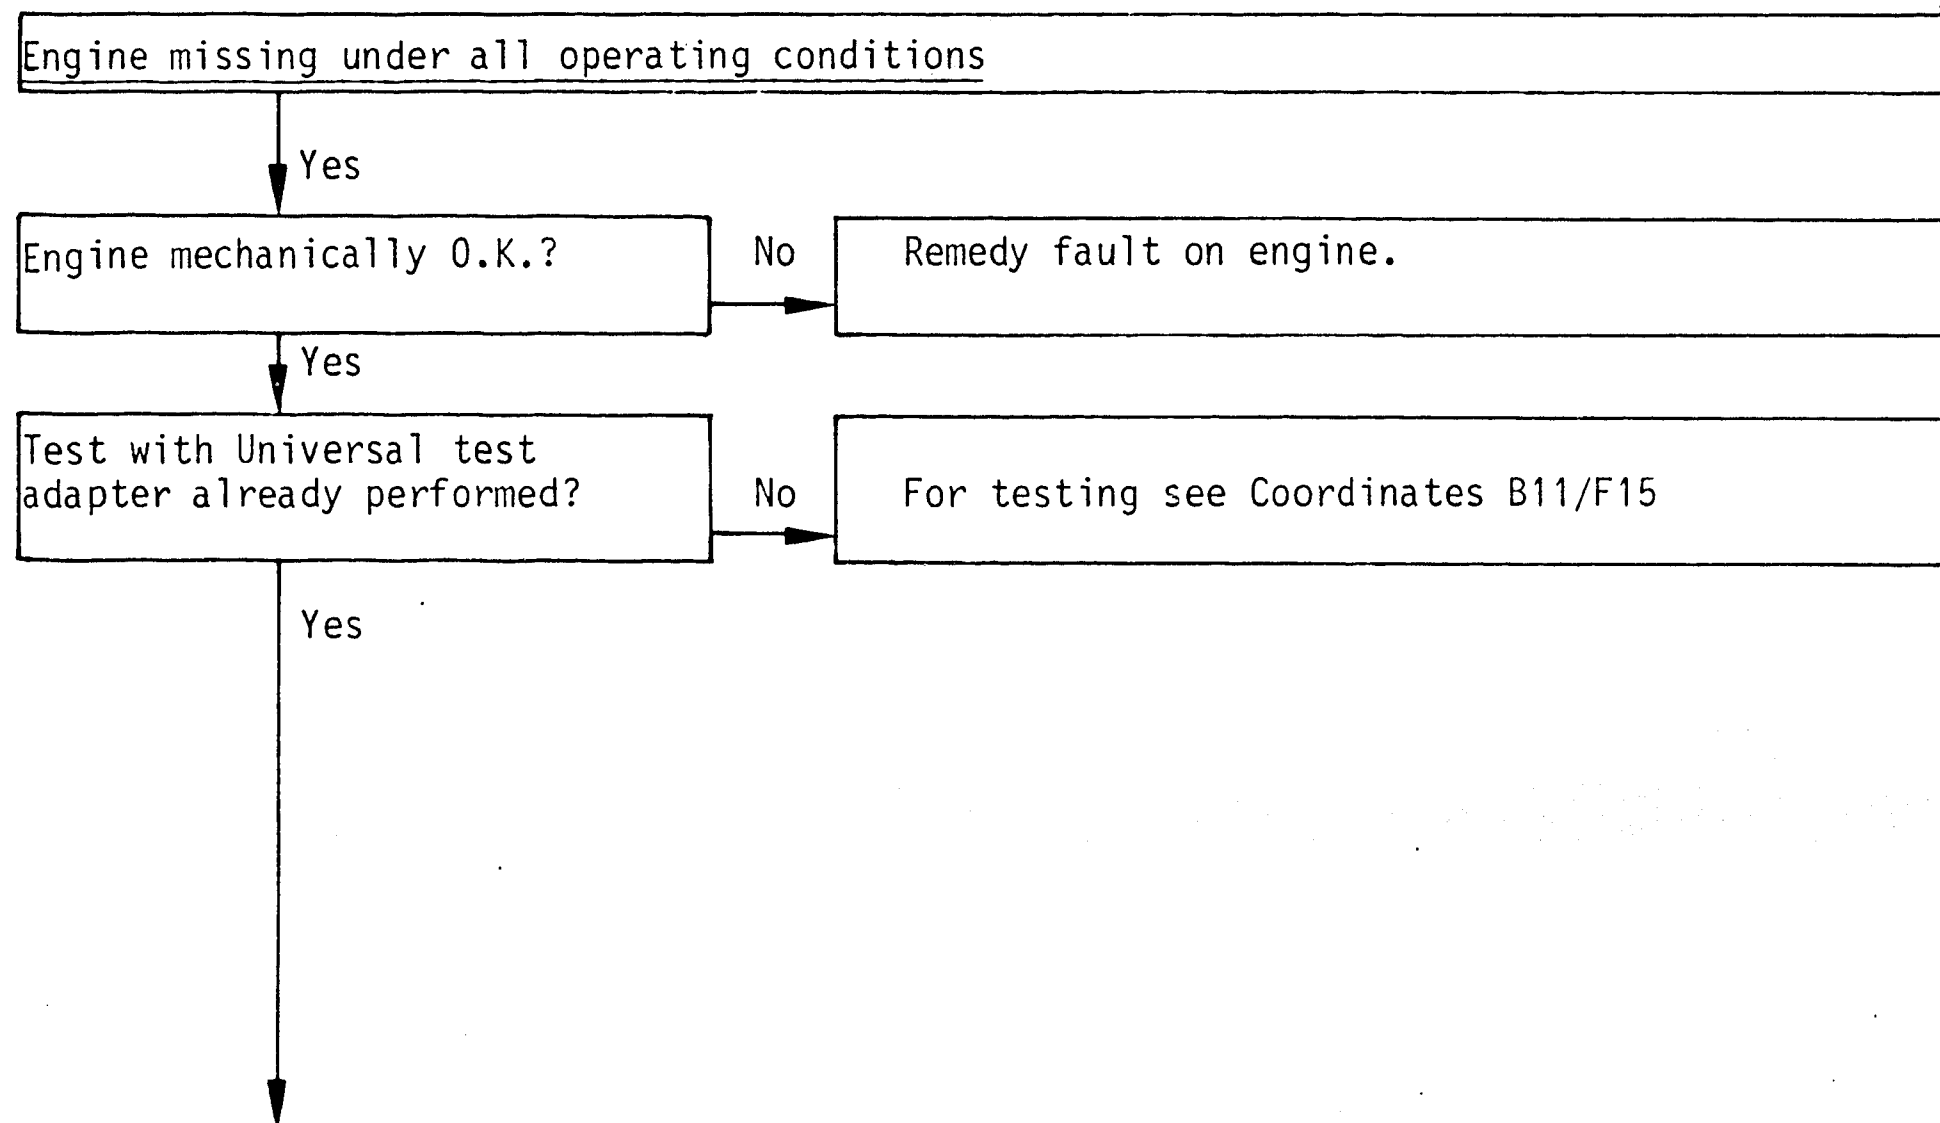 Engine missing under all operating conditions
Yes
Engine mechanically O.K.?
No
Remedy fault on engine.
Yes
Test with Universal test
adapter already performed?
No
For testing see Coordinates B11/F15
Yes